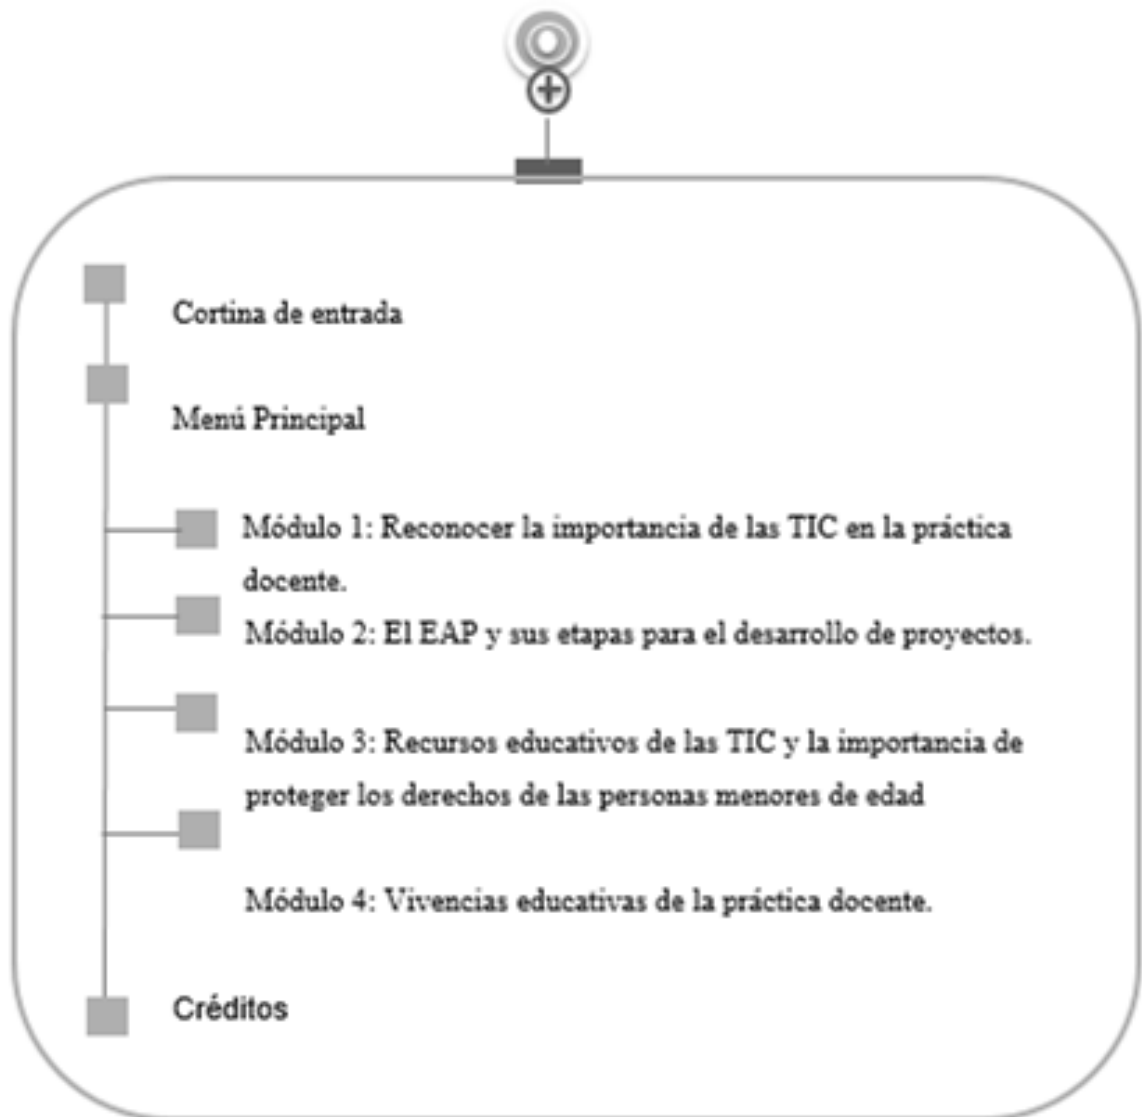 Cortina de entrada
Menú Principal
Módulo 1: Reconocer la importancia de las TIC en la práctica
docente.
Módulo 2: El EAP y sus etapas para el desarrollo de proyectos.
Módulo 3: Recursos educativos de las TIC y la importancia de
proteger los derechos de las personas menores de edad
Módulo 4: Vivencias educativas de la práctica docente.
Créditos